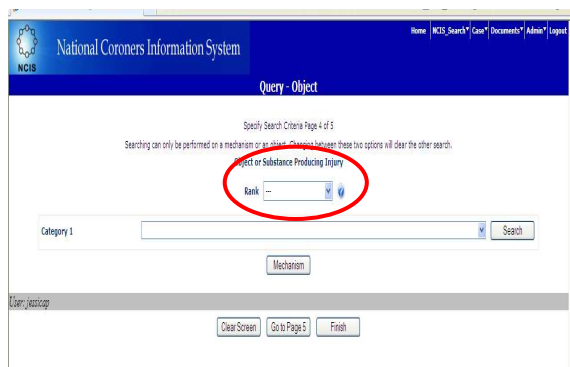 Home NCIS_Search Case Documents Admin Logout
NCIS
National Coroners Information System
Query - Object
Specify Search Criteria Page 4 of 5
Searching can only be performed on a mechanism or an object. Changing between these two options will clear the other search.
Object or Substance Producing Injury
Rank --
Category 1 Search
Mechanism
User: jessicap
Clear Screen Go to Page 5 Finish